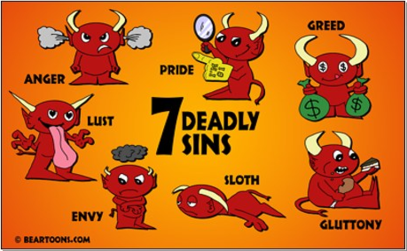 GREED
ANGER
PRIDE
LUST
7 DEADLY
SINS
$ $
ENVY
SLOTH
GLUTTONY
© BEARTOONS.COM